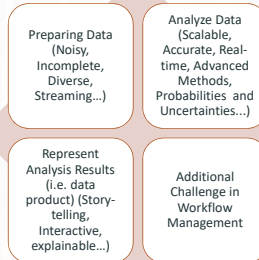 Preparing Data
(Noisy,
Incomplete,
Diverse,
Streaming...)
Analyze Data
(Scalable,
Accurate, Real-
time, Advanced
Methods,
Probabilities and
Uncertainties...)
Represent
Analysis Results
(i.e. data
product) (Story-
telling,
Interactive,
explainable...)
Additional
Challenge in
Workflow
Management